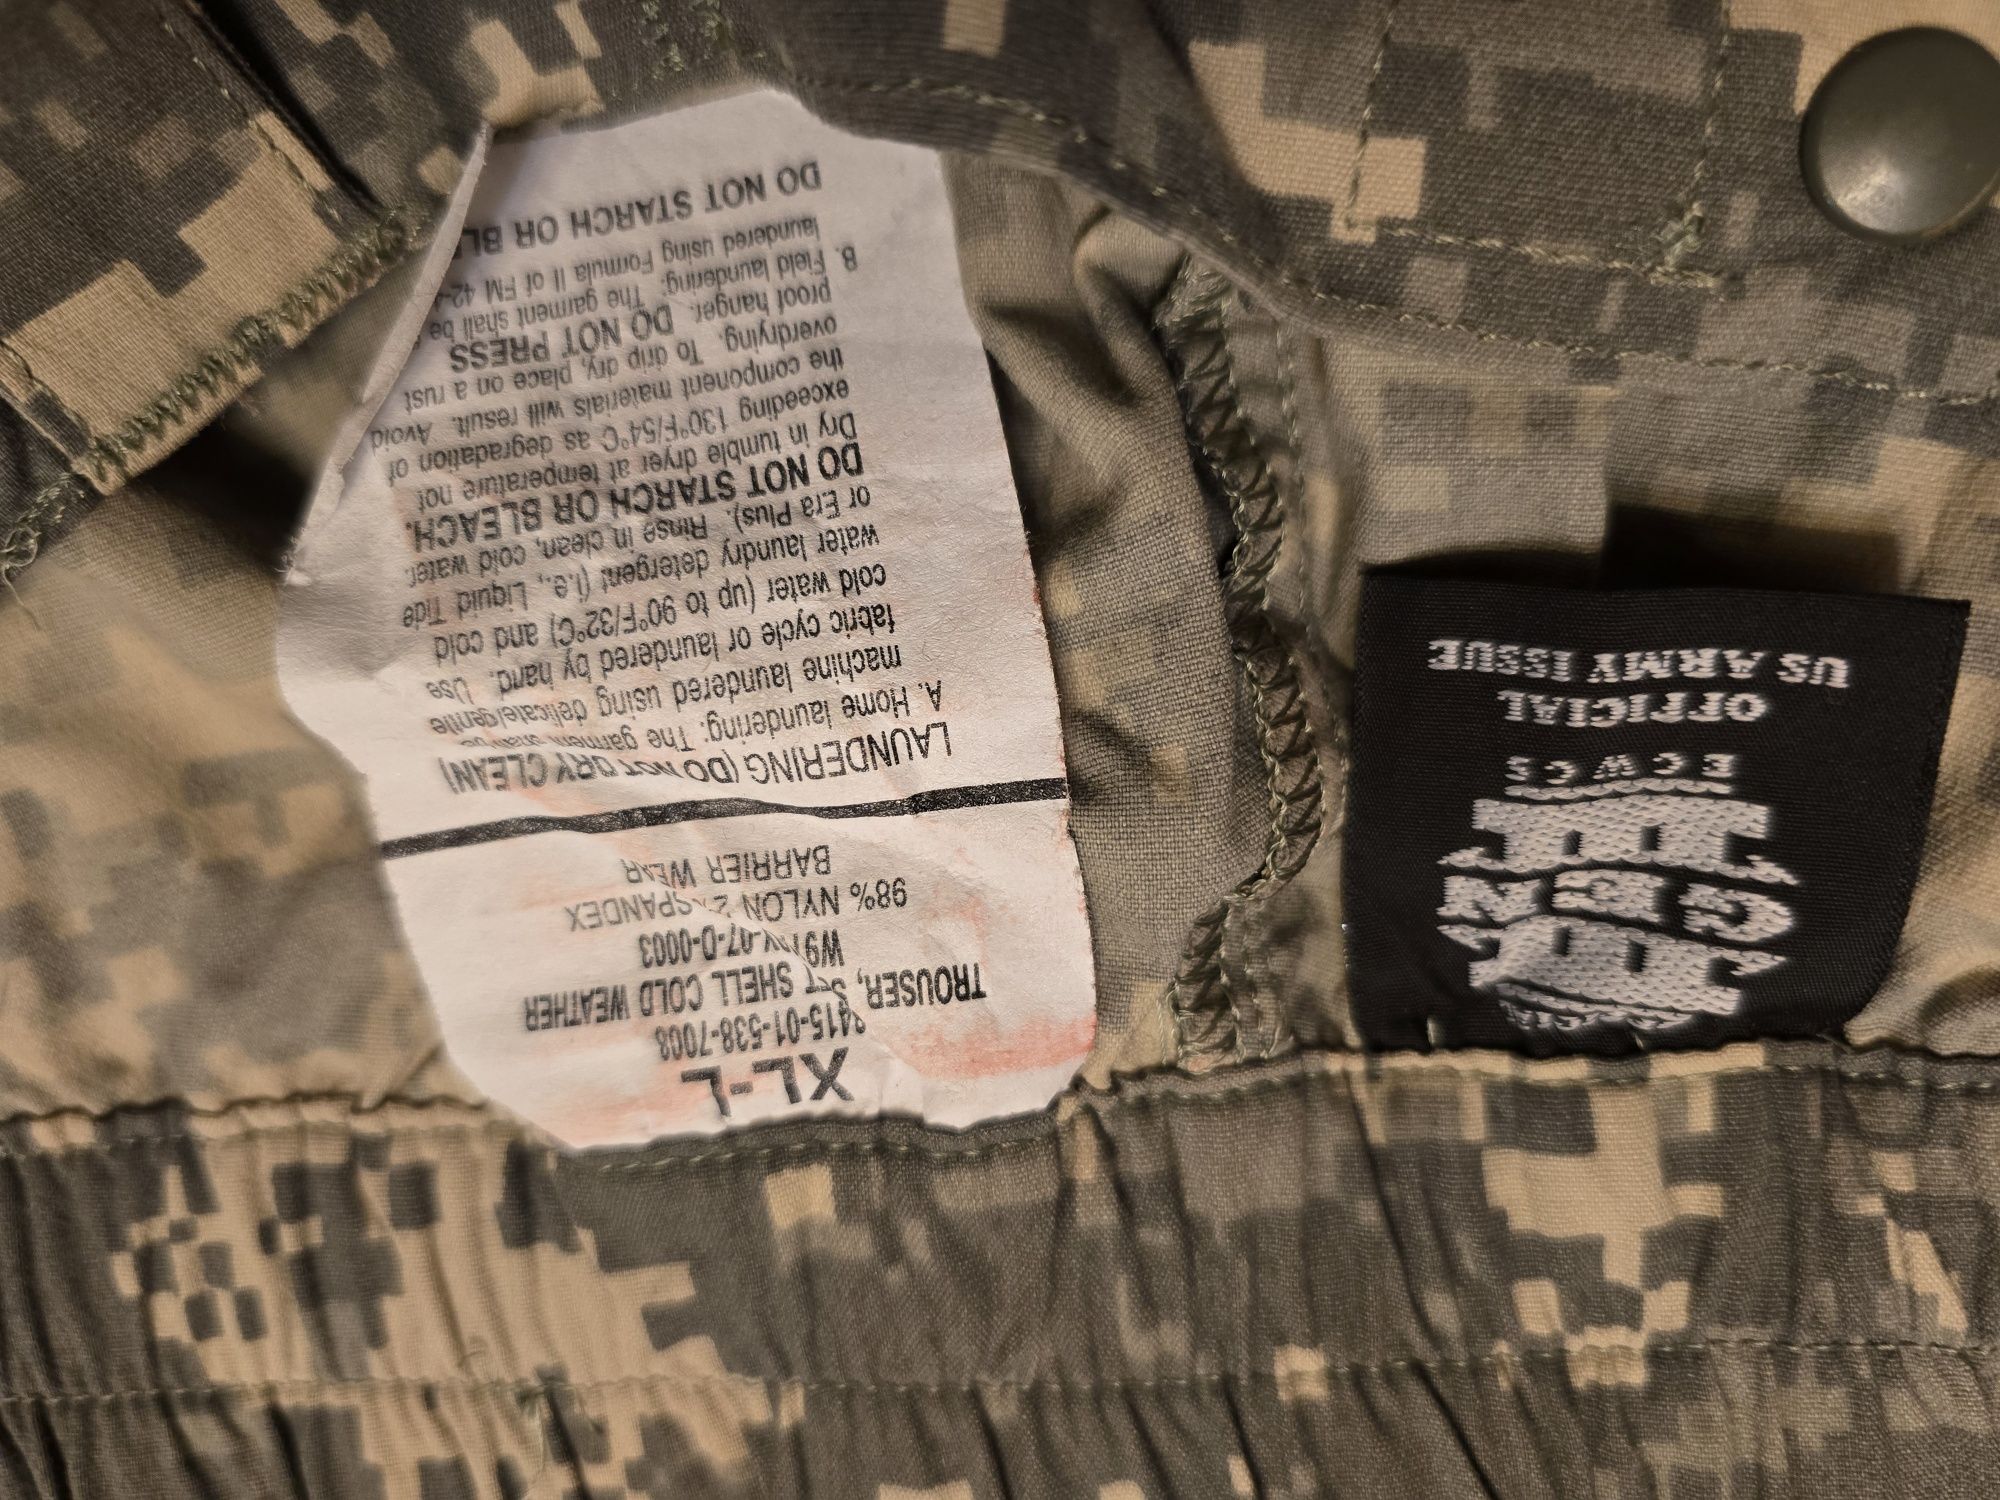 XL-L
8415-01-538-7008
TROUSER, SHELL COLD WEATHER
-07-D-0003
98% NYLON SPANDEX
BARRIER WEAR
LAUNDERING (DO NOT DRY CLEAN)
A. Home laundering: The garment shall be
machine laundered using delicate/gentle
fabric cycle or laundered by hand. Use
cold water (up to 90°F/32°C) and cold
water laundry detergent (i.e., Liquid Tide
or Era Plus). Rinse in clean, cold water.
DO NOT STARCH OR BLEACH.
Dry in tumble dryer at temperature not
exceeding 130°F/54°C as degradation of
the component materials will result. Avoid
overdrying. To drip dry, place on a rust
proof hanger. DO NOT PRESS
B. Field laundering: The garment shall be
laundered using Formula II of FM 42-
DO NOT STARCH OR BL
GEN
III
ECWCS
OFFICIAL
US ARMY ISSUE